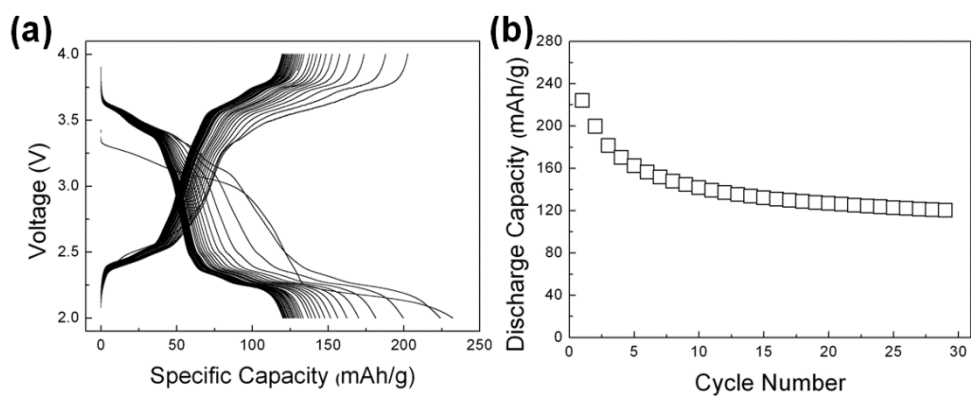 (a)
4.0
3.5
3.0
2.5
2.0
Voltage (V)
0 50 100 150 200 250
Specific Capacity (mAh/g)
(b)
280
240
200
160
120
80
40
0
Discharge Capacity (mAh/g)
0 5 10 15 20 25 30
Cycle Number